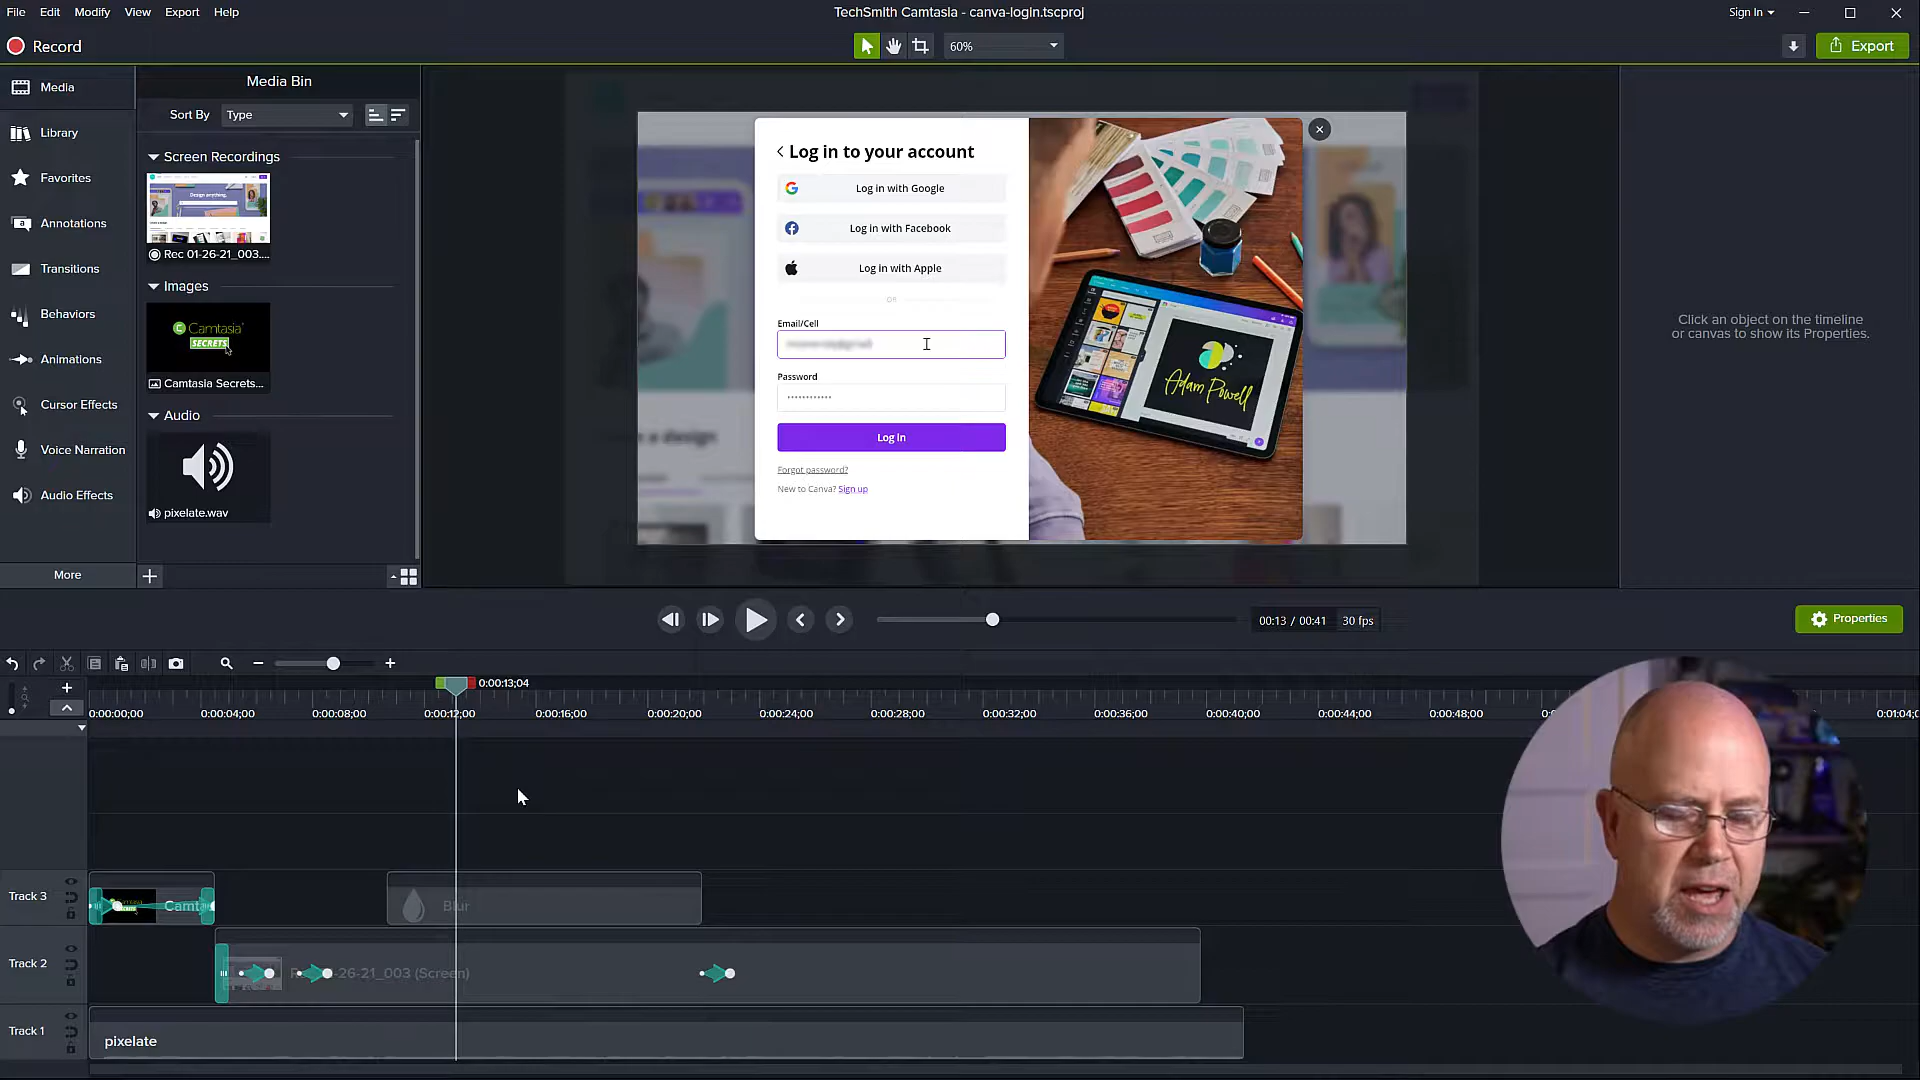 File Edit Modify View Export Help
TechSmith Camtasia - canva-login.tscproj
Sign In
Record
60%
Export
Media
Library
Favorites
Annotations
Transitions
Behaviors
Animations
Cursor Effects
Voice Narration
Audio Effects
More
Media Bin
Sort By Type
Screen Recordings
Rec 01-26-21_003....
Images
Camtasia
SECRETS
Camtasia Secrets...
Audio
pixelate.wav
Log in to your account
Log in with Google
Log in with Facebook
Log in with Apple
OR
Email/Cell
Password
Log In
Forgot password?
New to Canva? Sign up
Adam Powell
Click an object on the timeline
or canvas to show its Properties.
00:13 / 00:41 30 fps
Properties
0:00:13;04
0:00:00;00 0:00:04;00 0:00:08;00 0:00:12;00 0:00:16;00 0:00:20;00 0:00:24;00 0:00:28;00 0:00:32;00 0:00:36;00 0:00:40;00 0:00:44;00 0:00:48;00
Track 3
Camt
Blur
Track 2
-26-21_003 (Screen)
Track 1
pixelate